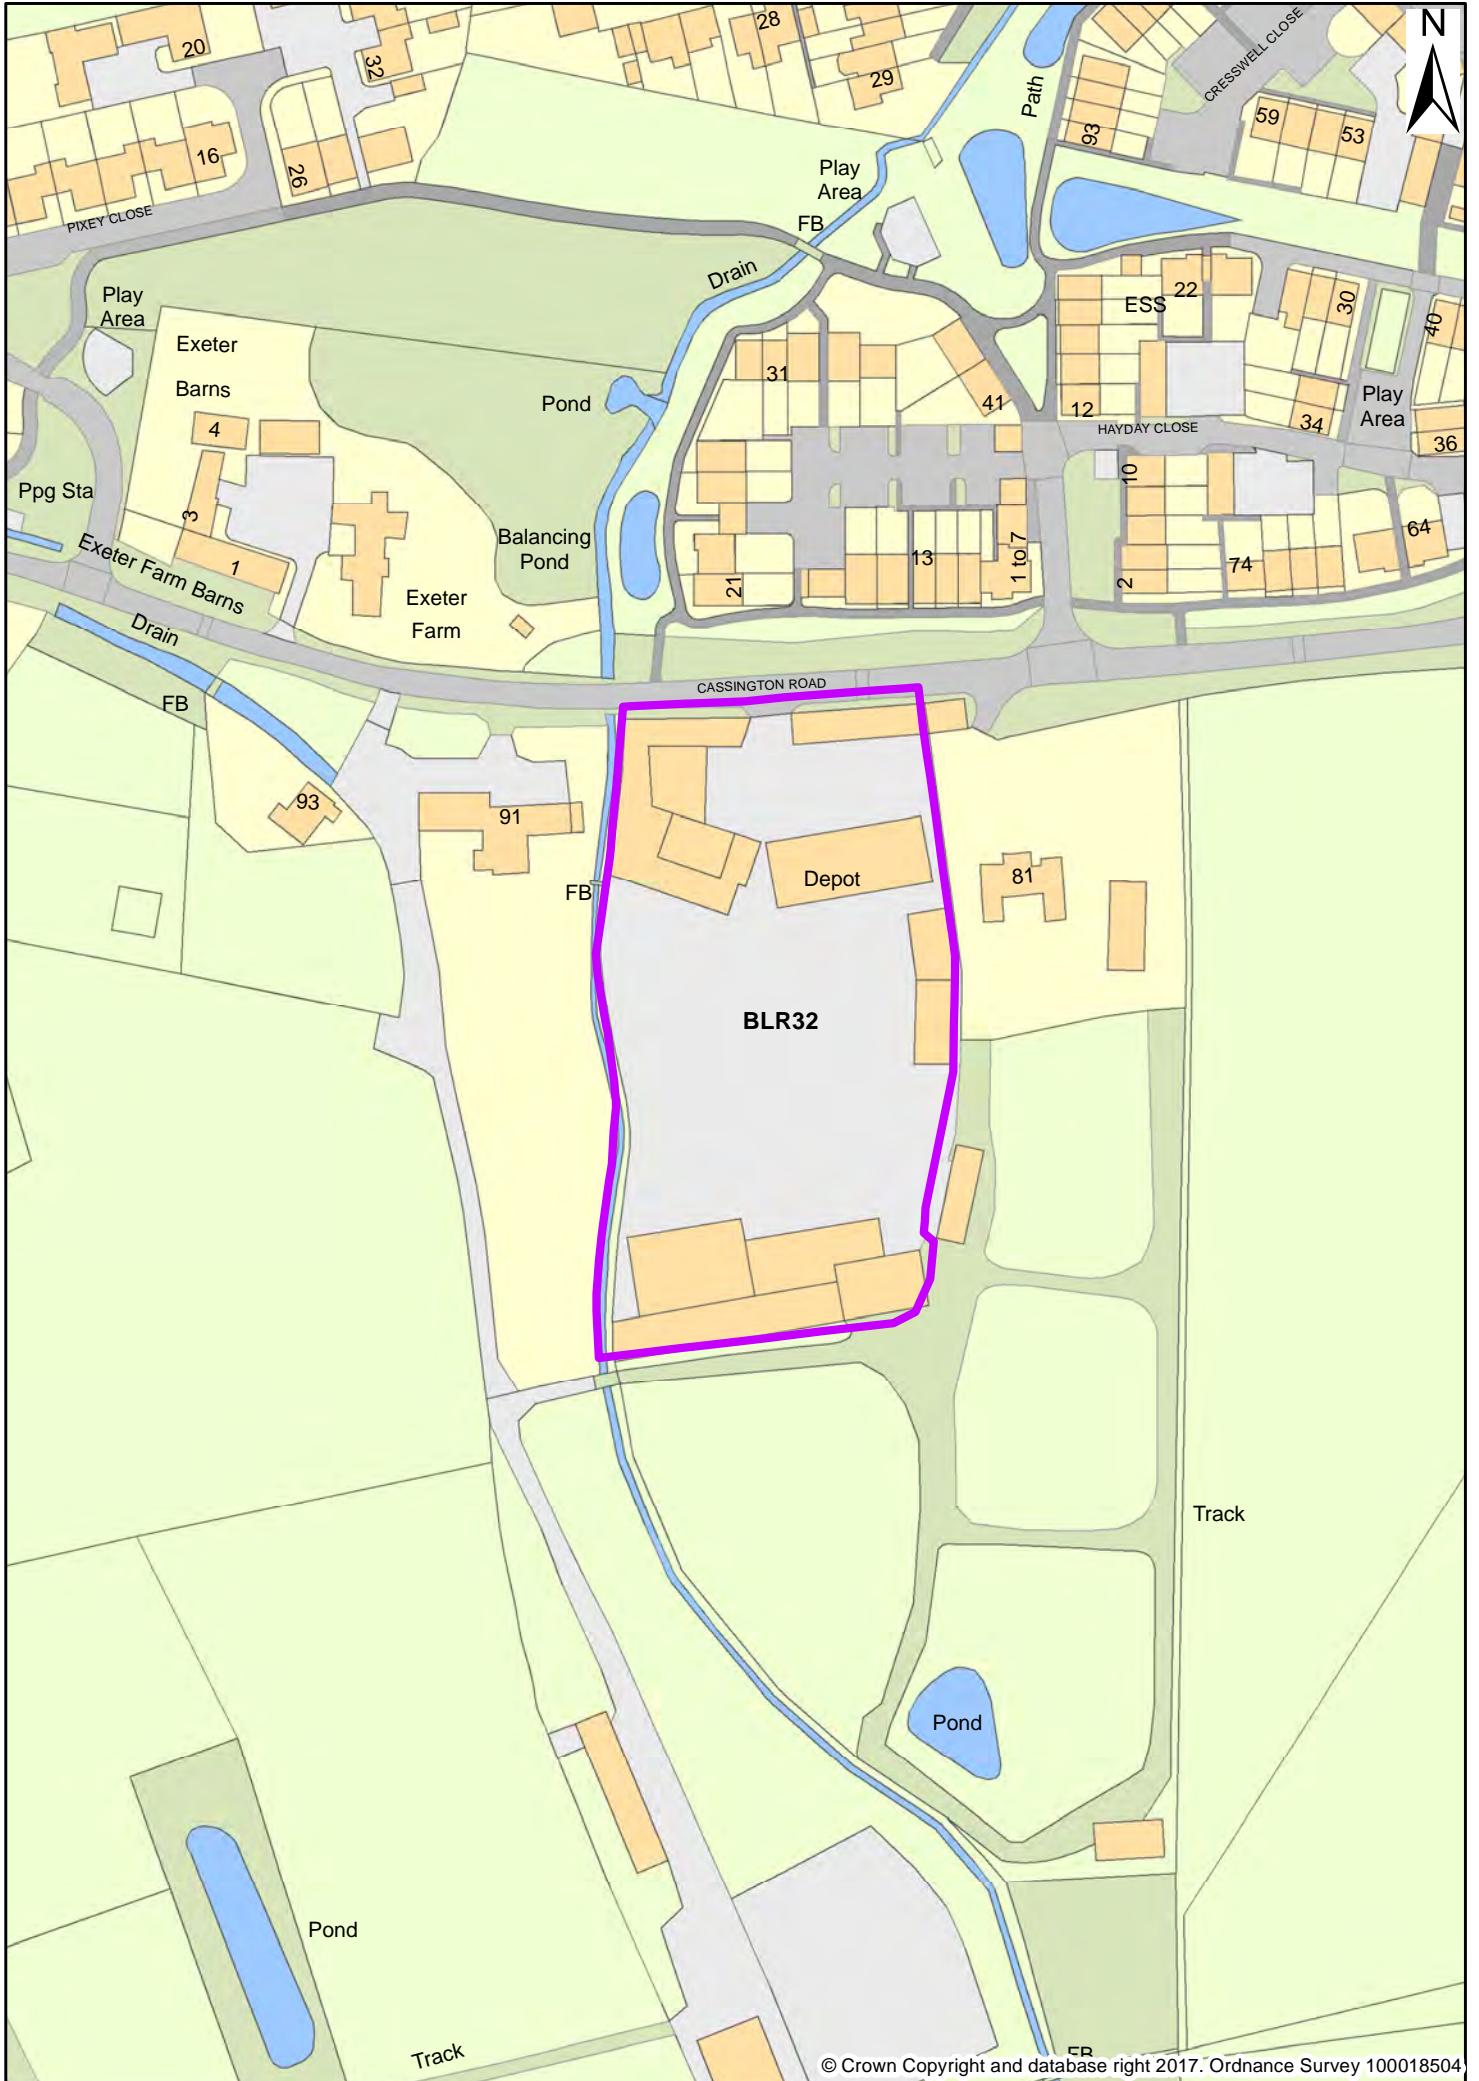 N
20
32
28
29
Path
CRESSWELL CLOSE
93
59
53
16
26
PIXEY CLOSE
Play
Area
FB
Drain
Play
Area
Exeter
Barns
4
3
1
Ppg Sta
Exeter Farm Barns
Exeter
Farm
Pond
Balancing
Pond
31
41
ESS
22
30
40
12
HAYDAY CLOSE
34
Play
Area
36
10
21
13
1 to 7
2
74
64
Drain
FB
CASSINGTON ROAD
93
91
FB
Depot
81
BLR32
Track
Pond
Pond
Track
FB
© Crown Copyright and database right 2017. Ordnance Survey 100018504